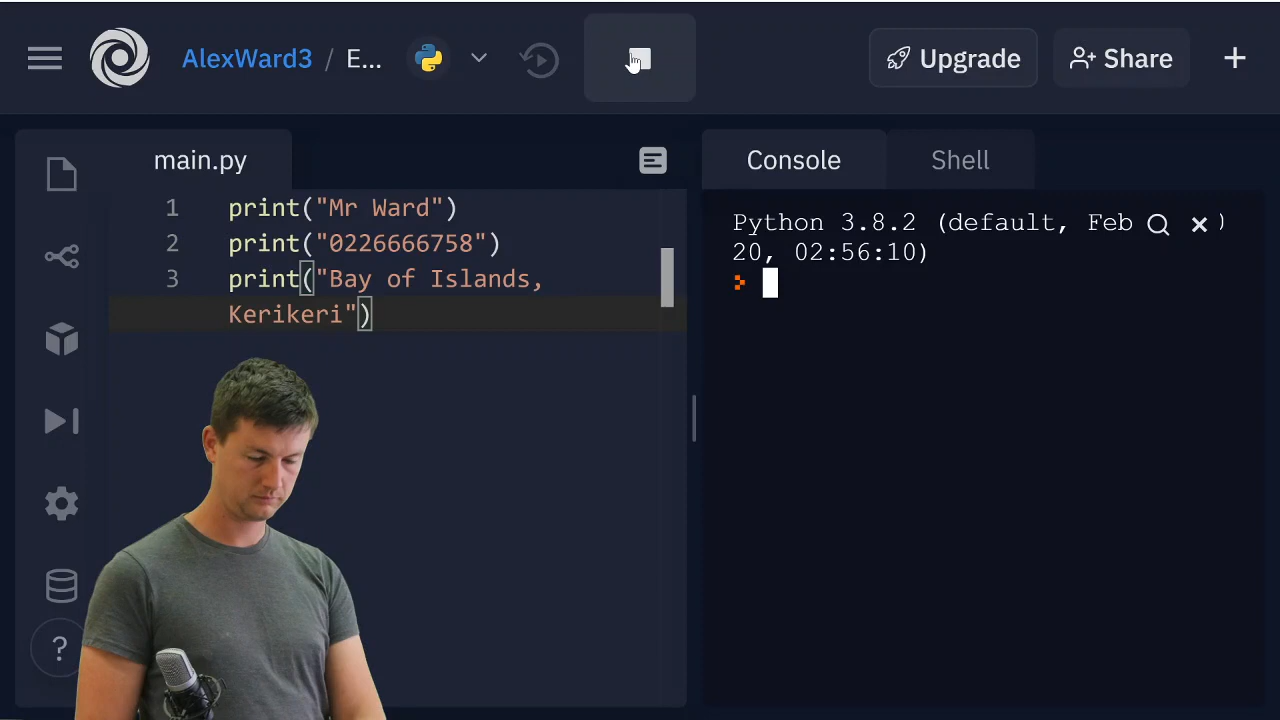 AlexWard3 / E...
Upgrade
Share
main.py
Console
Shell
1 print("Mr Ward")
2 print("0226666758")
3 print("Bay of Islands,
Kerikeri")
Python 3.8.2 (default, Feb )
20, 02:56:10)